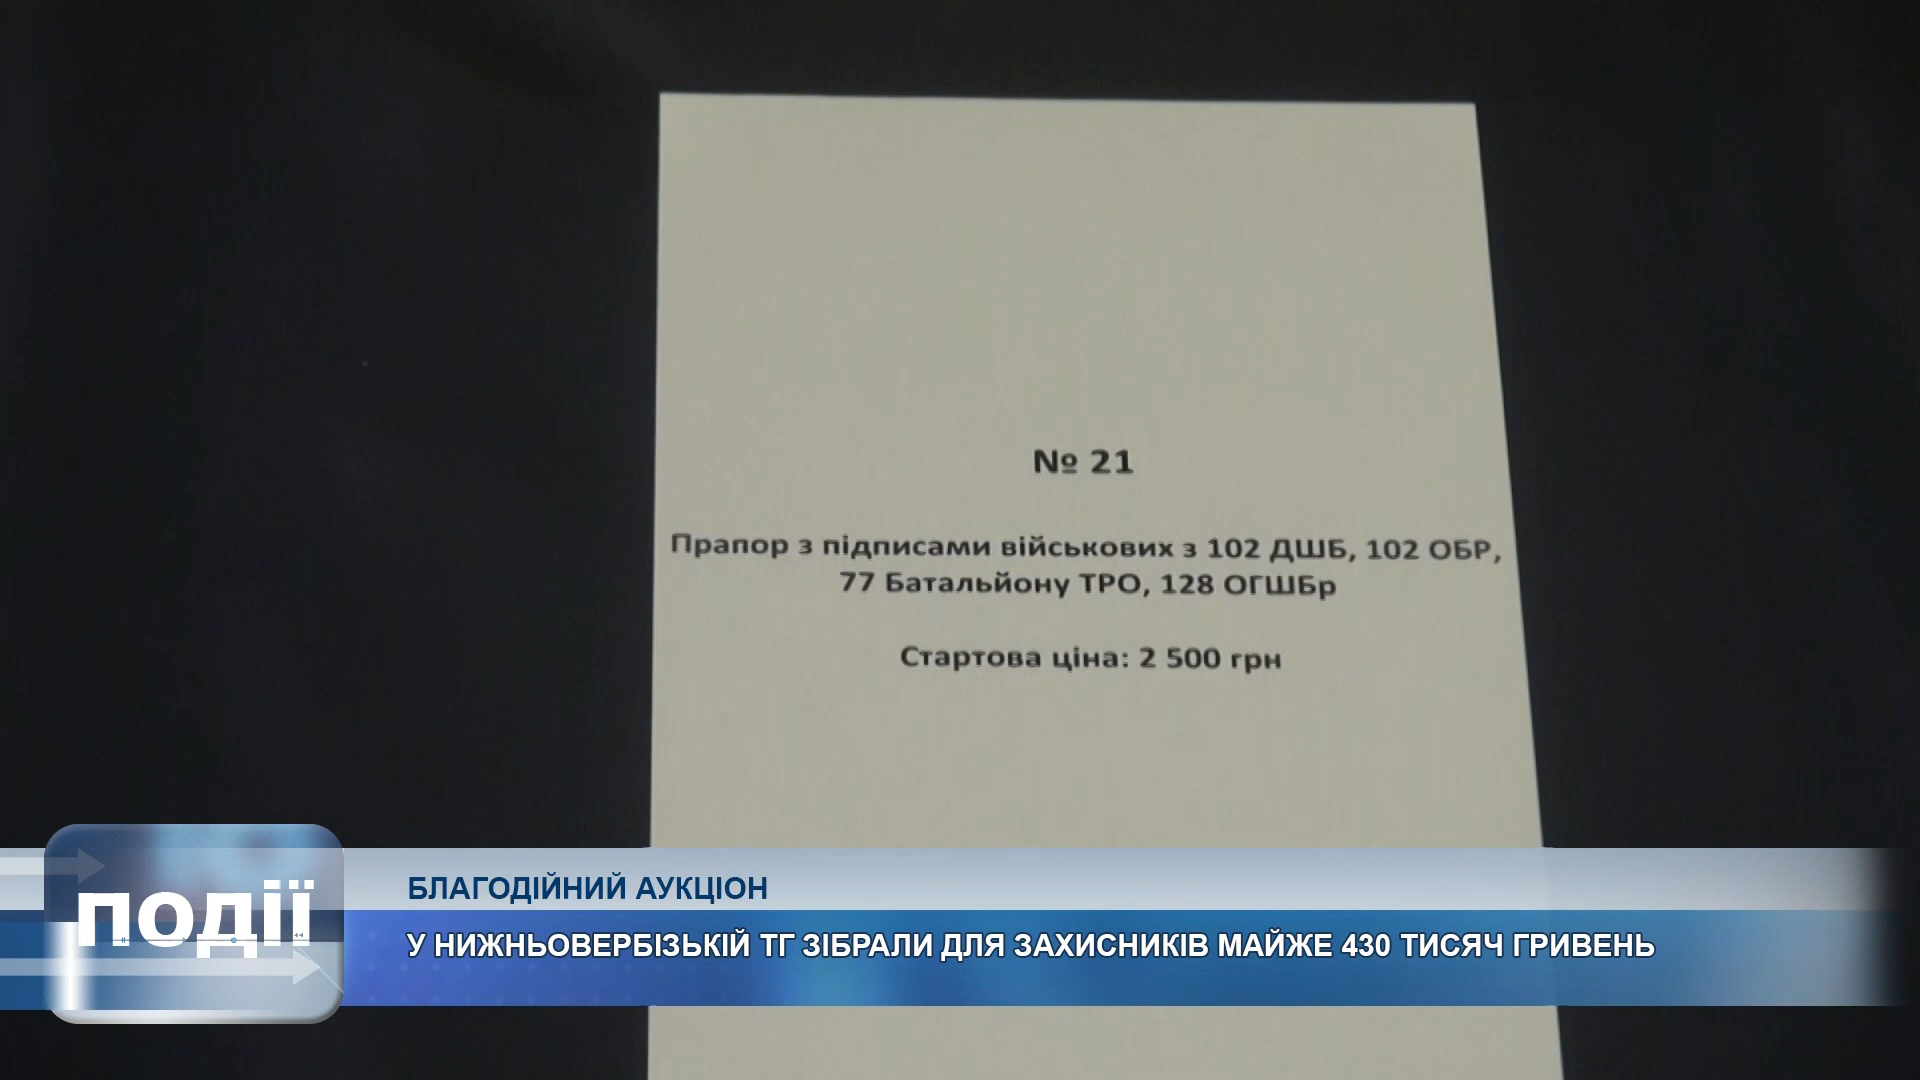 № 21
Прапор з підписами військових з 102 ДШБ, 102 ОБР,
77 Батальйону ТРО, 128 ОГШБр
Стартова ціна: 2 500 грн
події
БЛАГОДІЙНИЙ АУКЦІОН
У НИЖНЬОВЕРБІЗЬКІЙ ТГ ЗІБРАЛИ ДЛЯ ЗАХИСНИКІВ МАЙЖЕ 430 ТИСЯЧ ГРИВЕНЬ